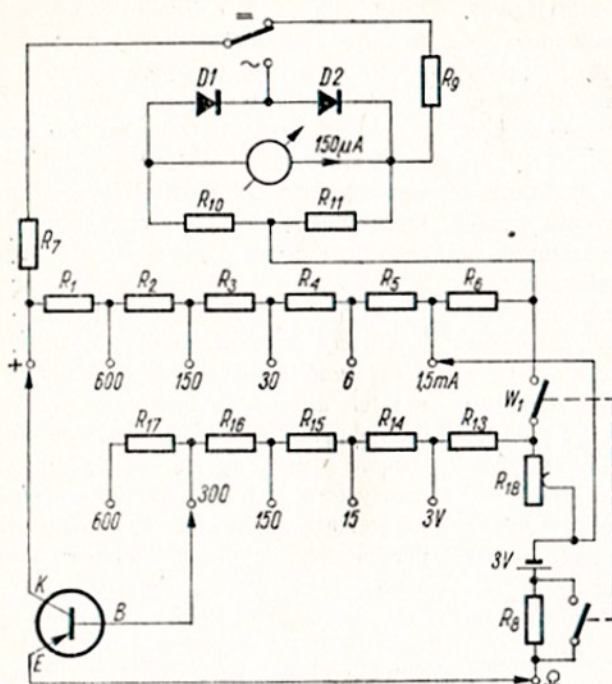 =
~
D1 D2
R9
150µA
R10 R11
R7
R1 R2 R3 R4 R5 R6
+ 600 150 30 6 1,5mA
W1
R17 R16 R15 R14 R13
R18
600 300 150 15 3V
3V
K
B
R8
E
Ω